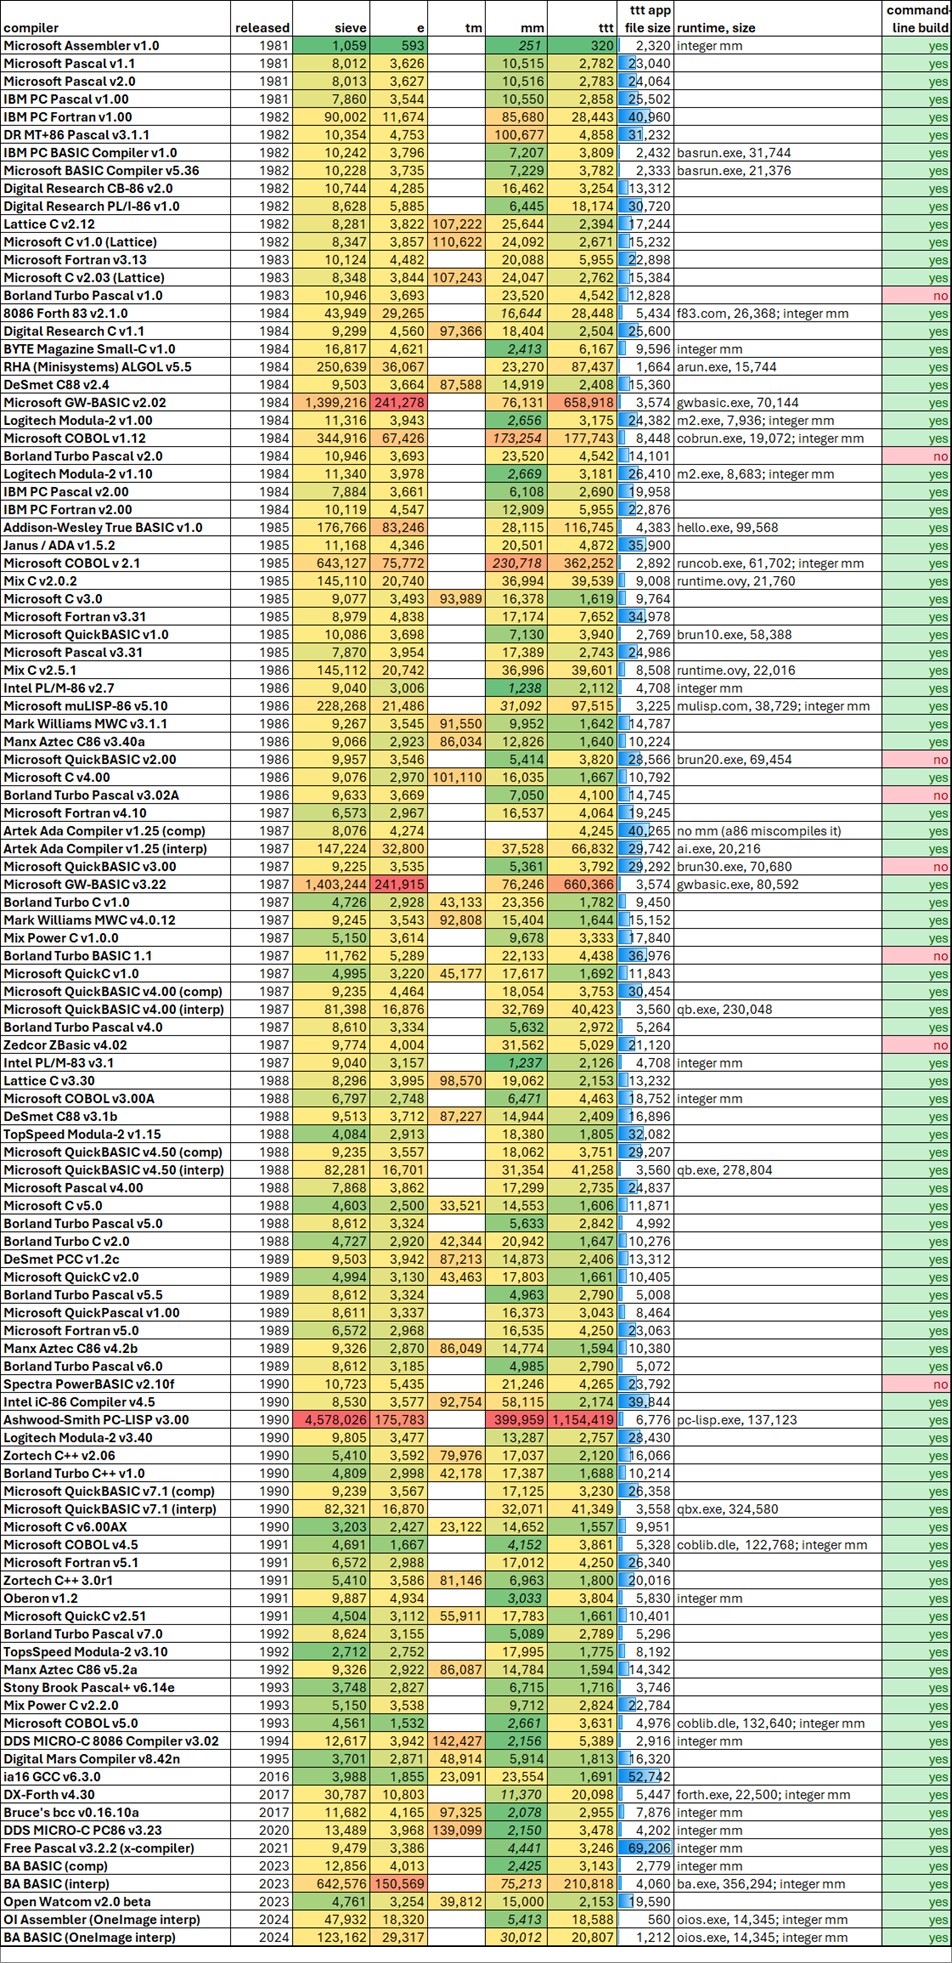 ttt app command-
compiler released sieve e tm mm ttt file size runtime, size line build
Microsoft Assembler v1.0 1981 1,059 593 251 320 2,320 integer mm yes
Microsoft Pascal v1.1 1981 8,012 3,626 10,515 2,782 23,040 yes
Microsoft Pascal v2.0 1981 8,013 3,627 10,516 2,783 24,064 yes
IBM PC Pascal v1.00 1981 7,860 3,544 10,550 2,858 25,502 yes
IBM PC Fortran v1.00 1982 90,002 11,674 85,680 28,443 40,960 yes
DR MT+86 Pascal v3.1.1 1982 10,354 4,753 100,677 4,858 31,232 yes
IBM PC BASIC Compiler v1.0 1982 10,242 3,796 7,207 3,809 2,432 basrun.exe, 31,744 yes
Microsoft BASIC Compiler v5.36 1982 10,228 3,735 7,229 3,782 2,333 basrun.exe, 21,376 yes
Digital Research CB-86 v2.0 1982 10,744 4,285 16,462 3,254 13,312 yes
Digital Research PL/I-86 v1.0 1982 8,628 5,885 6,445 18,174 30,720 yes
Lattice C v2.12 1982 8,281 3,822 107,222 25,644 2,394 17,244 yes
Microsoft C v1.0 (Lattice) 1982 8,347 3,857 110,622 24,092 2,671 15,232 yes
Microsoft Fortran v3.13 1983 10,124 4,482 20,088 5,955 22,898 yes
Microsoft C v2.03 (Lattice) 1983 8,348 3,844 107,243 24,047 2,762 15,384 yes
Borland Turbo Pascal v1.0 1983 10,946 3,693 23,520 4,542 12,828 no
8086 Forth 83 v2.1.0 1984 43,949 29,265 16,644 28,448 5,434 f83.com, 26,368; integer mm yes
Digital Research C v1.1 1984 9,299 4,560 97,366 18,404 2,504 25,600 yes
BYTE Magazine Small-C v1.0 1984 16,817 4,621 2,413 6,167 9,596 integer mm yes
RHA (Minisystems) ALGOL v5.5 1984 250,639 36,067 23,270 87,437 1,664 arun.exe, 15,744 yes
DeSmet C88 v2.4 1984 9,503 3,664 87,588 14,919 2,408 15,360 yes
Microsoft GW-BASIC v2.02 1984 1,399,216 241,278 76,131 658,918 3,574 gwbasic.exe, 70,144 yes
Logitech Modula-2 v1.00 1984 11,316 3,943 2,656 3,175 24,382 m2.exe, 7,936; integer mm yes
Microsoft COBOL v1.12 1984 344,916 67,426 173,254 177,743 8,448 cobrun.exe, 19,072; integer mm yes
Borland Turbo Pascal v2.0 1984 10,946 3,693 23,520 4,542 14,101 no
Logitech Modula-2 v1.10 1984 11,340 3,978 2,669 3,181 26,410 m2.exe, 8,683; integer mm yes
IBM PC Pascal v2.00 1984 7,884 3,661 6,108 2,690 19,958 yes
IBM PC Fortran v2.00 1984 10,119 4,547 12,909 5,955 22,876 yes
Addison-Wesley True BASIC v1.0 1985 176,766 83,246 28,115 116,745 4,383 hello.exe, 99,568 yes
Janus / ADA v1.5.2 1985 11,168 4,346 20,501 4,872 35,900 yes
Microsoft COBOL v 2.1 1985 643,127 75,772 230,718 362,252 2,892 runcob.exe, 61,702; integer mm yes
Mix C v2.0.2 1985 145,110 20,740 36,994 39,539 9,008 runtime.ovy, 21,760 yes
Microsoft C v3.0 1985 9,077 3,493 93,989 16,378 1,619 9,764 yes
Microsoft Fortran v3.31 1985 8,979 4,838 17,174 7,652 34,978 yes
Microsoft QuickBASIC v1.0 1985 10,086 3,698 7,130 3,940 2,769 brun10.exe, 58,388 yes
Microsoft Pascal v3.31 1985 7,870 3,954 17,389 2,743 24,986 yes
Mix C v2.5.1 1986 145,112 20,742 36,996 39,601 8,508 runtime.ovy, 22,016 yes
Intel PL/M-86 v2.7 1986 9,040 3,006 1,238 2,112 4,708 integer mm yes
Microsoft muLISP-86 v5.10 1986 228,268 21,486 31,092 97,515 3,225 mulisp.com, 38,729; integer mm yes
Mark Williams MWC v3.1.1 1986 9,267 3,545 91,550 9,952 1,642 14,787 yes
Manx Aztec C86 v3.40a 1986 9,066 2,923 86,034 12,826 1,640 10,224 yes
Microsoft QuickBASIC v2.00 1986 9,957 3,546 5,414 3,820 28,566 brun20.exe, 69,454 no
Microsoft C v4.00 1986 9,076 2,970 101,110 16,035 1,667 10,792 yes
Borland Turbo Pascal v3.02A 1986 9,633 3,669 7,050 4,100 14,745 no
Microsoft Fortran v4.10 1987 6,573 2,967 16,537 4,064 19,245 yes
Artek Ada Compiler v1.25 (comp) 1987 8,076 4,274 4,245 40,265 no mm (a86 miscompiles it) yes
Artek Ada Compiler v1.25 (interp) 1987 147,224 32,800 37,528 66,832 29,742 ai.exe, 20,216 yes
Microsoft QuickBASIC v3.00 1987 9,225 3,535 5,361 3,792 29,292 brun30.exe, 70,680 no
Microsoft GW-BASIC v3.22 1987 1,403,244 241,915 76,246 660,366 3,574 gwbasic.exe, 80,592 yes
Borland Turbo C v1.0 1987 4,726 2,928 43,133 23,356 1,782 9,450 yes
Mark Williams MWC v4.0.12 1987 9,245 3,543 92,808 15,404 1,644 15,152 yes
Mix Power C v1.0.0 1987 5,150 3,614 9,678 3,333 17,840 yes
Borland Turbo BASIC 1.1 1987 11,762 5,289 22,133 4,438 36,976 no
Microsoft QuickC v1.0 1987 4,995 3,220 45,177 17,617 1,692 11,843 yes
Microsoft QuickBASIC v4.00 (comp) 1987 9,235 4,464 18,054 3,753 30,454 yes
Microsoft QuickBASIC v4.00 (interp) 1987 81,398 16,876 32,769 40,423 3,560 qb.exe, 230,048 yes
Borland Turbo Pascal v4.0 1987 8,610 3,334 5,632 2,972 5,264 yes
Zedcor ZBasic v4.02 1987 9,774 4,004 31,562 5,029 21,120 no
Intel PL/M-83 v3.1 1987 9,040 3,157 1,237 2,126 4,708 integer mm yes
Lattice C v3.30 1988 8,296 3,995 98,570 19,062 2,153 13,232 yes
Microsoft COBOL v3.00A 1988 6,797 2,748 6,471 4,463 18,752 integer mm yes
DeSmet C88 v3.1b 1988 9,513 3,712 87,227 14,944 2,409 16,896 yes
TopSpeed Modula-2 v1.15 1988 4,084 2,913 18,380 1,805 32,082 yes
Microsoft QuickBASIC v4.50 (comp) 1988 9,235 3,557 18,062 3,751 29,207 yes
Microsoft QuickBASIC v4.50 (interp) 1988 82,281 16,701 31,354 41,258 3,560 qb.exe, 278,804 yes
Microsoft Pascal v4.00 1988 7,868 3,862 17,299 2,735 24,837 yes
Microsoft C v5.0 1988 4,603 2,500 33,521 14,553 1,606 11,871 yes
Borland Turbo Pascal v5.0 1988 8,612 3,324 5,633 2,842 4,992 yes
Borland Turbo C v2.0 1988 4,727 2,920 42,344 20,942 1,647 10,276 yes
DeSmet PCC v1.2c 1989 9,503 3,942 87,213 14,873 2,406 13,312 yes
Microsoft QuickC v2.0 1989 4,994 3,130 43,463 17,803 1,661 10,405 yes
Borland Turbo Pascal v5.5 1989 8,612 3,324 4,963 2,790 5,008 yes
Microsoft QuickPascal v1.00 1989 8,611 3,337 16,373 3,043 8,464 yes
Microsoft Fortran v5.0 1989 6,572 2,968 16,535 4,250 23,063 yes
Manx Aztec C86 v4.2b 1989 9,326 2,870 86,049 14,774 1,594 10,380 yes
Borland Turbo Pascal v6.0 1989 8,612 3,185 4,985 2,790 5,072 yes
Spectra PowerBASIC v2.10f 1990 10,723 5,435 21,246 4,265 23,792 no
Intel iC-86 Compiler v4.5 1990 8,530 3,577 92,754 58,115 2,174 39,844 yes
Ashwood-Smith PC-LISP v3.00 1990 4,578,026 175,783 399,959 1,154,419 6,776 pc-lisp.exe, 137,123 yes
Logitech Modula-2 v3.40 1990 9,805 3,477 13,287 2,757 28,430 yes
Zortech C++ v2.06 1990 5,410 3,592 79,976 17,037 2,120 16,066 yes
Borland Turbo C++ v1.0 1990 4,809 2,998 42,178 17,387 1,688 10,214 yes
Microsoft QuickBASIC v7.1 (comp) 1990 9,239 3,567 17,125 3,230 26,358 yes
Microsoft QuickBASIC v7.1 (interp) 1990 82,321 16,870 32,071 41,349 3,558 qbx.exe, 324,580 yes
Microsoft C v6.00AX 1990 3,203 2,427 23,122 14,652 1,557 9,951 yes
Microsoft COBOL v4.5 1991 4,691 1,667 4,152 3,861 5,328 coblib.dle, 122,768; integer mm yes
Microsoft Fortran v5.1 1991 6,572 2,988 17,012 4,250 26,340 yes
Zortech C++ 3.0r1 1991 5,410 3,586 81,146 6,963 1,800 20,016 yes
Oberon v1.2 1991 9,887 4,934 3,033 3,804 5,830 integer mm yes
Microsoft QuickC v2.51 1991 4,504 3,112 55,911 17,783 1,661 10,401 yes
Borland Turbo Pascal v7.0 1992 8,624 3,155 5,089 2,789 5,296 yes
TopsSpeed Modula-2 v3.10 1992 2,712 2,752 17,995 1,775 8,192 yes
Manx Aztec C86 v5.2a 1992 9,326 2,922 86,087 14,784 1,594 14,342 yes
Stony Brook Pascal+ v6.14e 1993 3,748 2,827 6,715 1,716 3,746 yes
Mix Power C v2.2.0 1993 5,150 3,538 9,712 2,824 22,784 yes
Microsoft COBOL v5.0 1993 4,561 1,532 2,661 3,631 4,976 coblib.dle, 132,640; integer mm yes
DDS MICRO-C 8086 Compiler v3.02 1994 12,617 3,942 142,427 2,156 5,389 2,916 integer mm yes
Digital Mars Compiler v8.42n 1995 3,701 2,871 48,914 5,914 1,813 16,320 yes
ia16 GCC v6.3.0 2016 3,988 1,855 23,091 23,554 1,691 52,742 yes
DX-Forth v4.30 2017 30,787 10,803 11,370 20,098 5,447 forth.exe, 22,500; integer mm yes
Bruce's bcc v0.16.10a 2017 11,682 4,165 97,325 2,078 2,955 7,876 integer mm yes
DDS MICRO-C PC86 v3.23 2020 13,489 3,968 139,099 2,150 3,478 4,202 integer mm yes
Free Pascal v3.2.2 (x-compiler) 2021 9,479 3,386 4,441 3,246 69,206 integer mm yes
BA BASIC (comp) 2023 12,856 4,013 2,425 3,143 2,779 integer mm yes
BA BASIC (interp) 2023 642,576 150,569 75,213 210,818 4,060 ba.exe, 356,294; integer mm yes
Open Watcom v2.0 beta 2023 4,761 3,254 39,812 15,000 2,153 19,590 yes
OI Assembler (OneImage interp) 2024 47,932 18,320 5,413 18,588 560 oios.exe, 14,345; integer mm yes
BA BASIC (OneImage interp) 2024 123,162 29,317 30,012 20,807 1,212 oios.exe, 14,345; integer mm yes